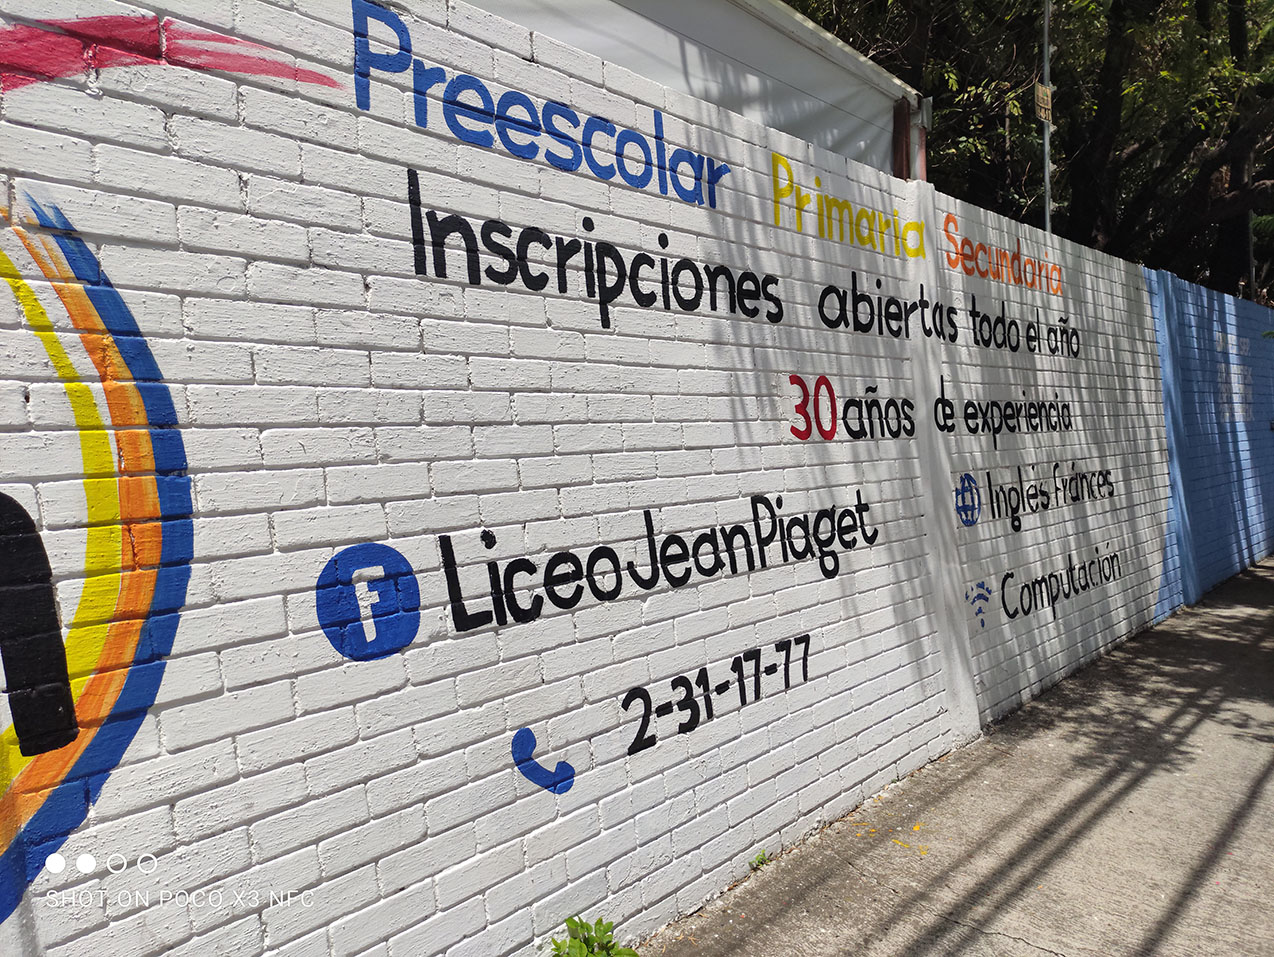 Preescolar Primaria Secundaria
Inscripciones abiertas todo el año
30 años de experiencia
Inglés Fránces
LiceoJeanPiaget
Computación
2-31-17-77
SHOT ON POCO X3 NFC